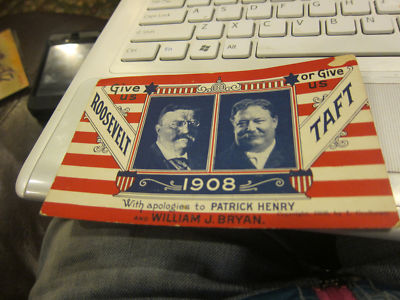 Give us
ROOSEVELT
or Give us
TAFT
1908
With apologies to PATRICK HENRY
AND WILLIAM J. BRYAN.